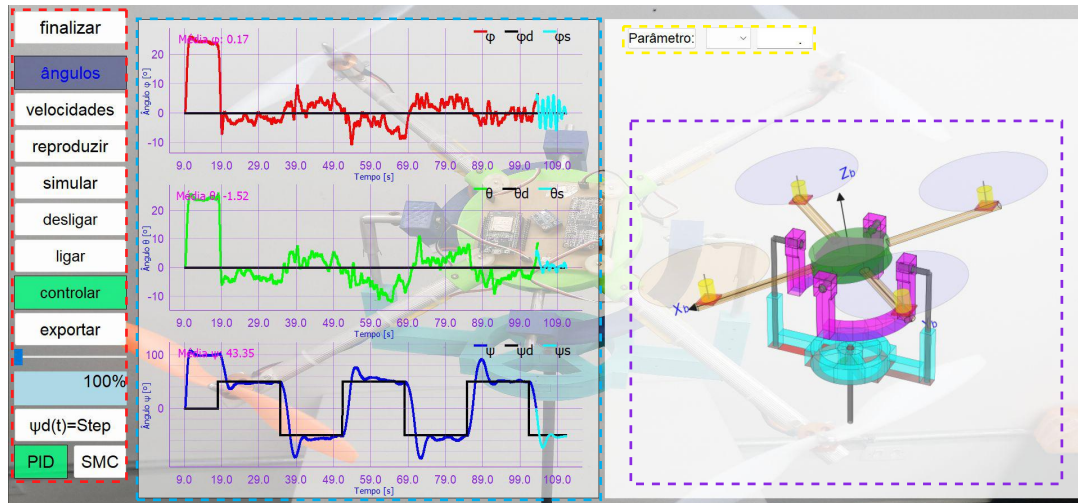 finalizar
ângulos
velocidades
reproduzir
simular
desligar
ligar
controlar
exportar
100%
ψd(t)=Step
PID SMC
Média φ: 0.17
φ φd φs
Ângulo φ [º]
20
10
0
-10
9.0 19.0 29.0 39.0 49.0 59.0 69.0 79.0 89.0 99.0 109.0
Tempo [s]
Média θ: -1.52
θ θd θs
Ângulo θ [º]
20
10
0
-10
9.0 19.0 29.0 39.0 49.0 59.0 69.0 79.0 89.0 99.0 109.0
Tempo [s]
Média ψ: 43.35
ψ ψd ψs
Ângulo ψ [º]
100
0
9.0 19.0 29.0 39.0 49.0 59.0 69.0 79.0 89.0 99.0 109.0
Tempo [s]
Parâmetro: .
Zb
Xb